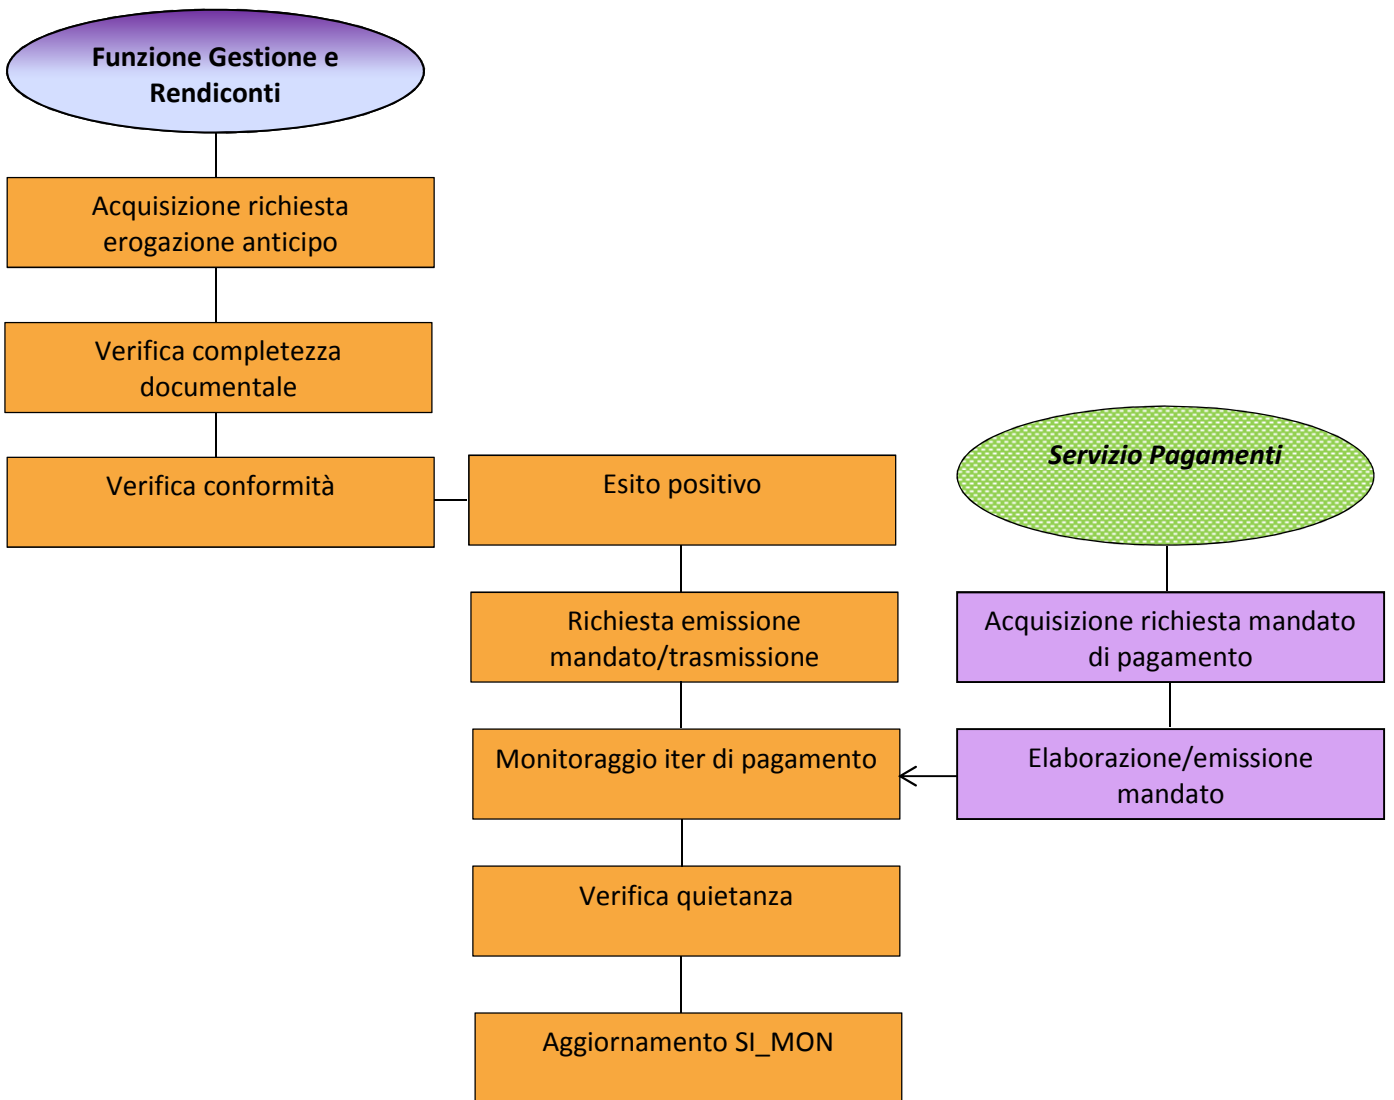 Funzione Gestione e
Rendiconti
Acquisizione richiesta
erogazione anticipo
Verifica completezza
documentale
Verifica conformità
Esito positivo
Richiesta emissione
mandato/trasmissione
Monitoraggio iter di pagamento
Verifica quietanza
Aggiornamento SI_MON
Servizio Pagamenti
Acquisizione richiesta mandato
di pagamento
Elaborazione/emissione
mandato